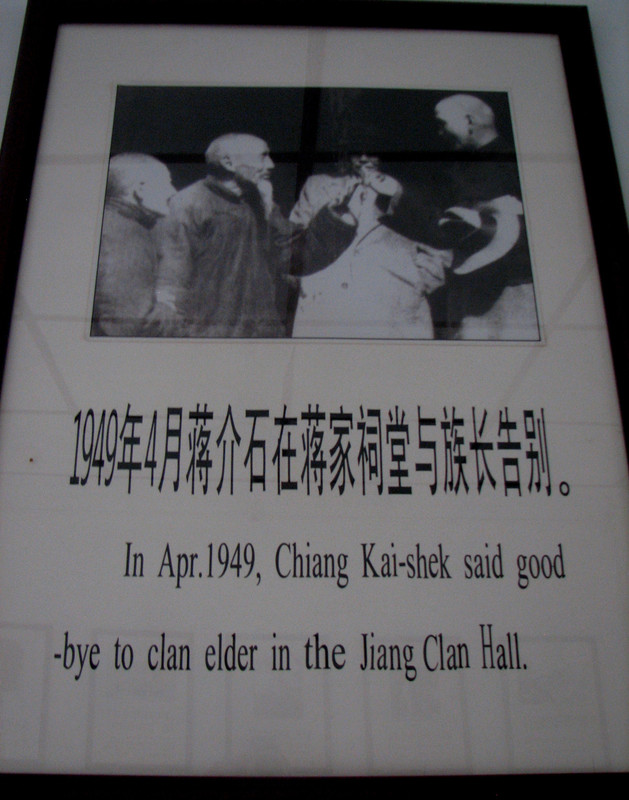 1949年4月蒋介石在蒋家祠堂与族长告别。
In Apr.1949, Chiang Kai-shek said good
-bye to clan elder in the Jiang Clan Hall.